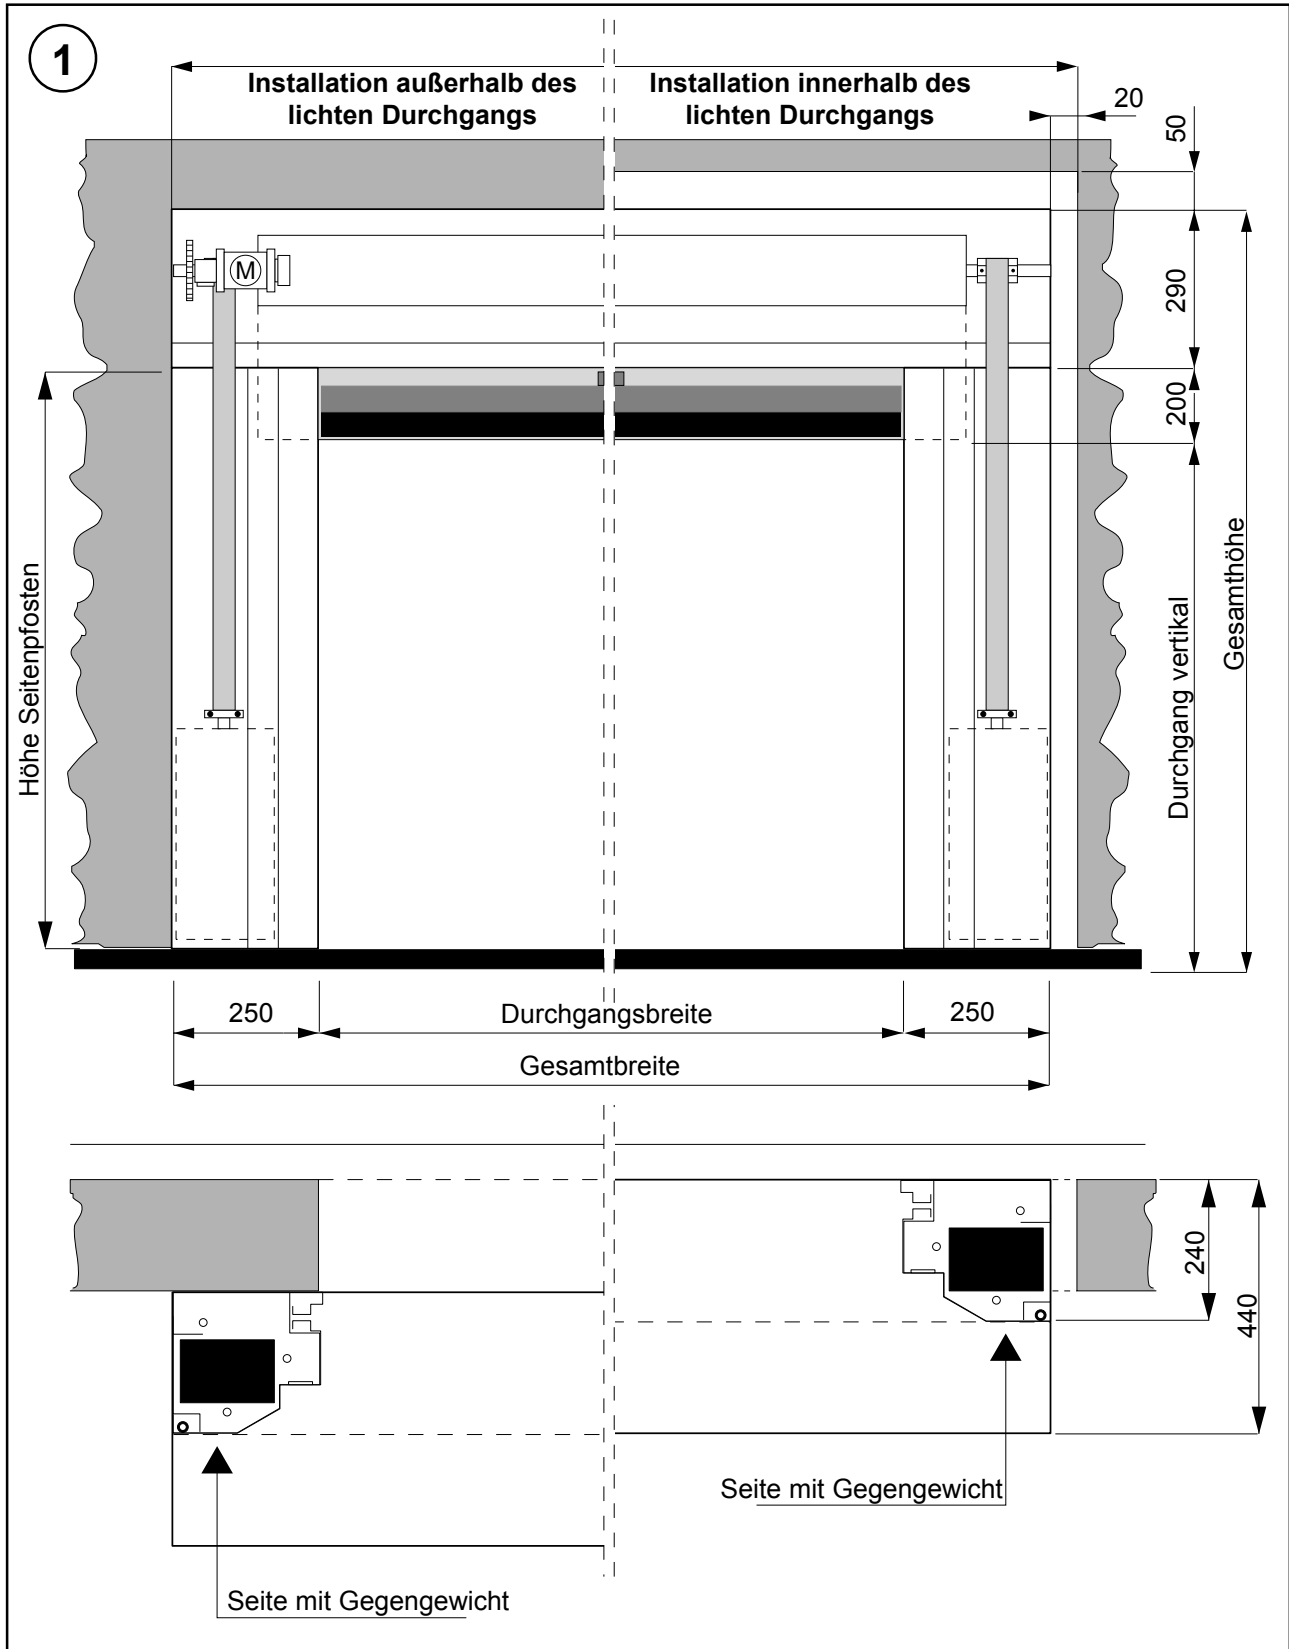 1
Installation außerhalb des
lichten Durchgangs
Installation innerhalb des
lichten Durchgangs
20
50
M
290
200
Höhe Seitenpfosten
Durchgang vertikal
Gesamthöhe
250
Durchgangsbreite
250
Gesamtbreite
240
440
Seite mit Gegengewicht
Seite mit Gegengewicht